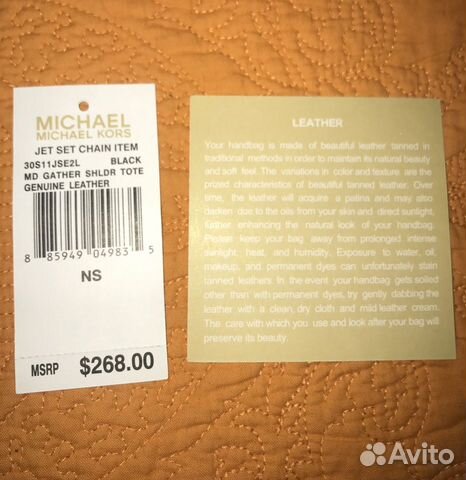 MICHAEL
MICHAEL KORS
JET SET CHAIN ITEM
30S11JSE2L BLACK
MD GATHER SHLDR TOTE
GENUINE LEATHER
8 85949 04983 5
NS
MSRP $268.00
LEATHER
Your handbag is made of beautiful leather tanned in
traditional methods in order to maintain its natural beauty
and soft feel. The variations in color and texture are the
prized characteristics of beautiful tanned leather. Over
time, the leather will acquire a patina and may also
darken due to the oils from your skin and direct sunlight,
further enhancing the natural look of your handbag.
Please keep your bag away from prolonged intense
sunlight, heat, and humidity. Exposure to water, oil,
makeup, and permanent dyes can unfortunately stain
tanned leathers. In the event your handbag gets soiled
other than with permanent dyes, try gently dabbing the
leather with a clean, dry cloth and mild leather cream.
The care with which you use and look after your bag will
preserve its beauty.
Avito